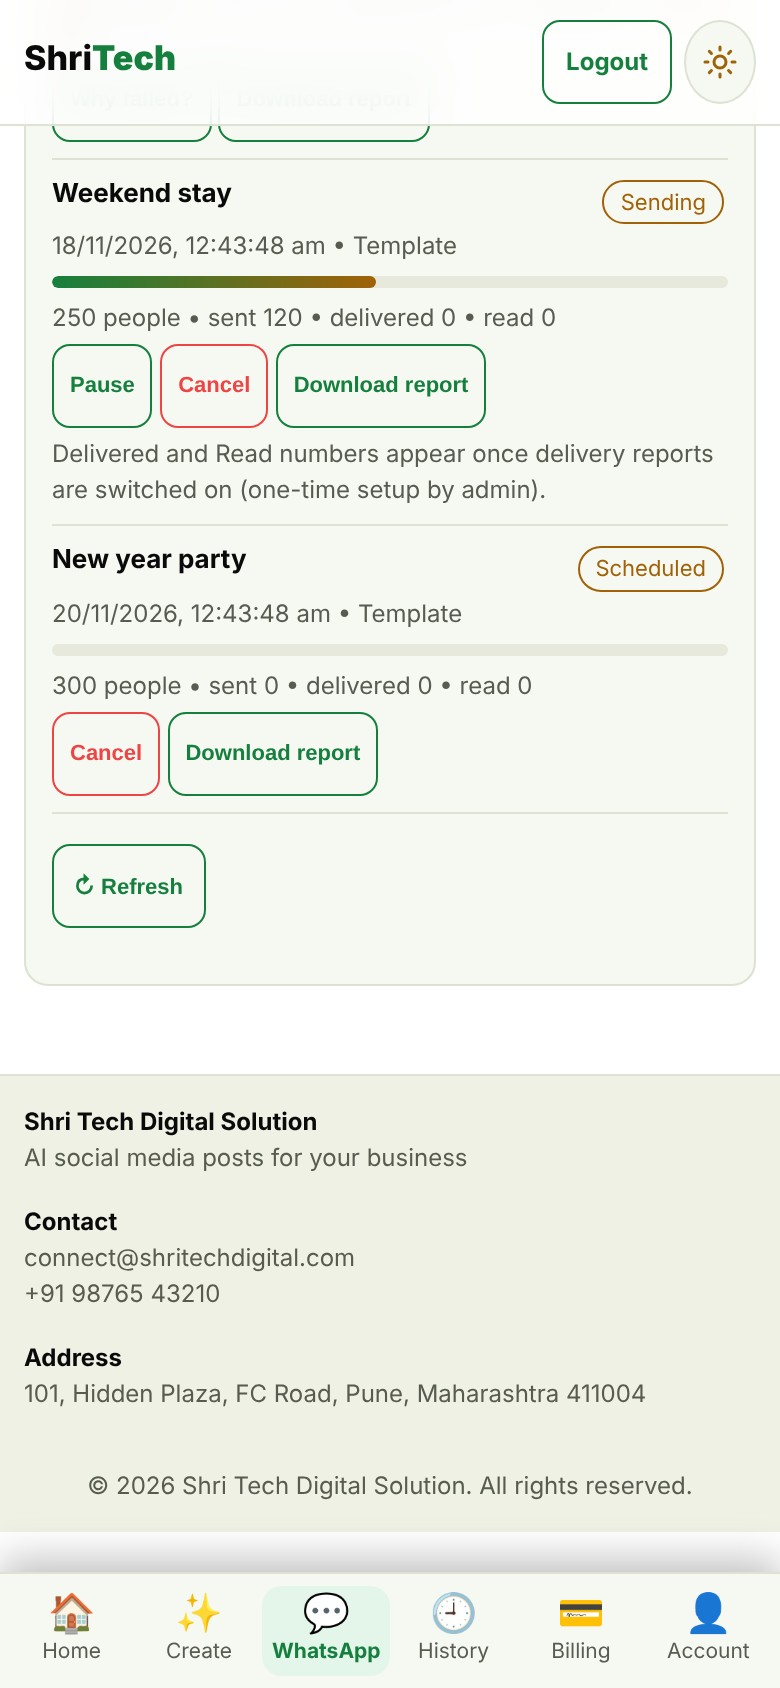 ShriTech
Logout
Why failed? Download report
Weekend stay
Sending
18/11/2026, 12:43:48 am • Template
250 people • sent 120 • delivered 0 • read 0
Pause Cancel Download report
Delivered and Read numbers appear once delivery reports
are switched on (one-time setup by admin).
New year party
Scheduled
20/11/2026, 12:43:48 am • Template
300 people • sent 0 • delivered 0 • read 0
Cancel Download report
↻ Refresh
Shri Tech Digital Solution
AI social media posts for your business
Contact
connect@shritechdigital.com
+91 98765 43210
Address
101, Hidden Plaza, FC Road, Pune, Maharashtra 411004
© 2026 Shri Tech Digital Solution. All rights reserved.
Home Create WhatsApp History Billing Account